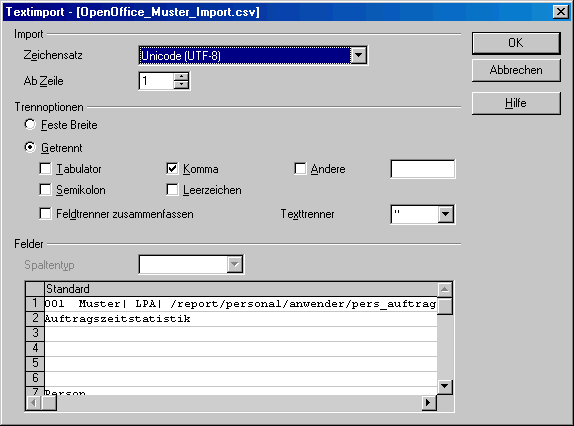 Textimport - [OpenOffice_Muster_Import.csv]
Import
OK
Zeichensatz Unicode (UTF-8)
Abbrechen
Ab Zeile 1
Hilfe
Trennoptionen
Feste Breite
Getrennt
Tabulator Komma Andere
Semikolon Leerzeichen
Feldtrenner zusammenfassen Texttrenner "
Felder
Spaltentyp
Standard
1 001 Muster| LPA| /report/personal/anwender/pers_auftrag
2 Auftragszeitstatistik
3
4
5
6
7 Person